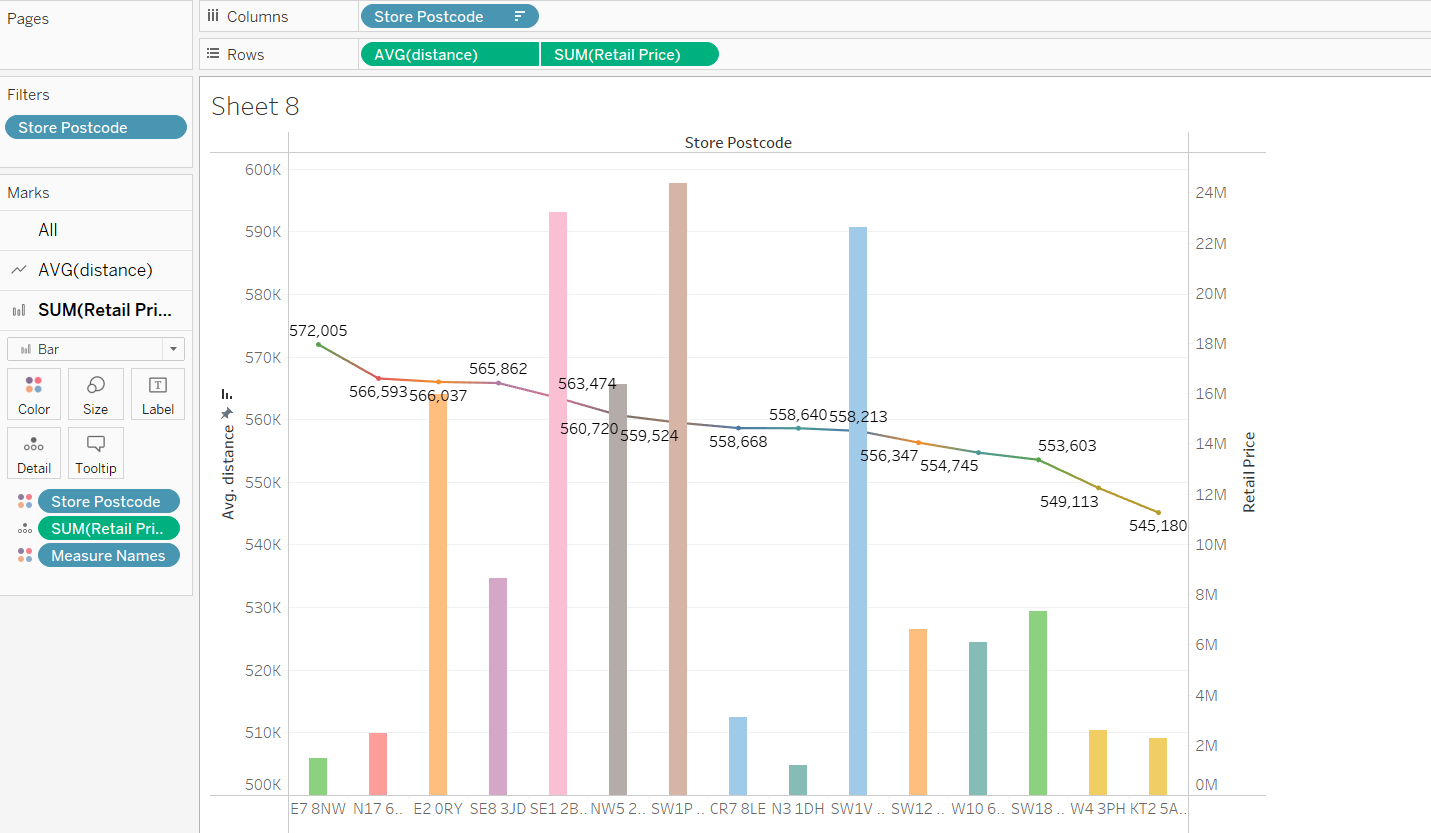 Pages
Columns
Store Postcode
Rows
AVG(distance)
SUM(Retail Price)
Filters
Store Postcode
Marks
All
AVG(distance)
SUM(Retail Pri...
Bar
Color
Size
Label
Detail
Tooltip
Store Postcode
SUM(Retail Pri..
Measure Names
Sheet 8
Store Postcode
600K
590K
580K
570K
560K
550K
540K
530K
520K
510K
500K
Avg. distance
572,005
566,593
566,037
565,862
563,474
560,720
559,524
558,668
558,640
558,213
556,347
554,745
553,603
549,113
545,180
24M
22M
20M
18M
16M
14M
12M
10M
8M
6M
4M
2M
0M
Retail Price
E7 8NW N17 6.. E2 0RY SE8 3JD SE1 2B.. NW5 2.. SW1P .. CR7 8LE N3 1DH SW1V .. SW12 .. W10 6.. SW18 .. W4 3PH KT2 5A..